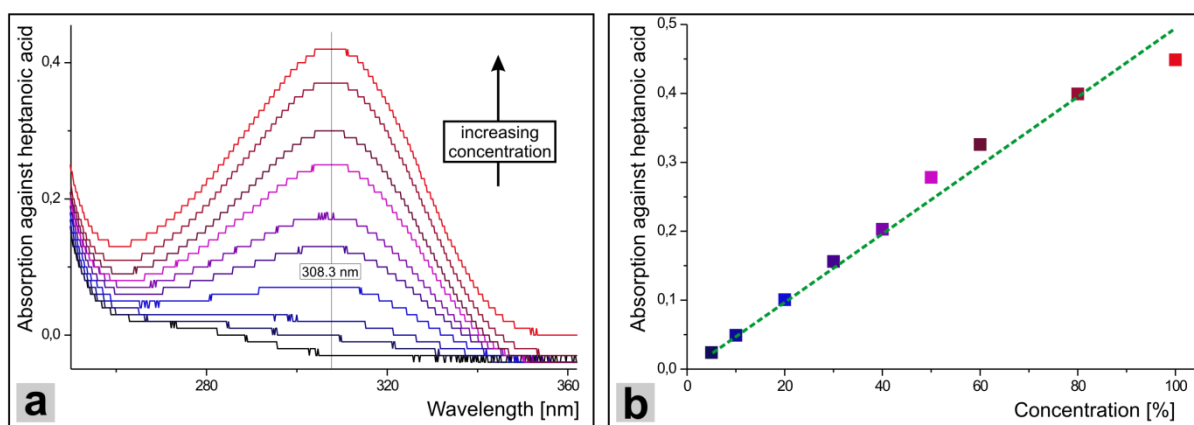 Absorption against heptanoic acid
0,4
0,2
0,0
increasing
concentration
308.3 nm
280
320
360
Wavelength [nm]
a
Absorption against heptanoic acid
0,5
0,4
0,3
0,2
0,1
0,0
0
20
40
60
80
100
Concentration [%]
b